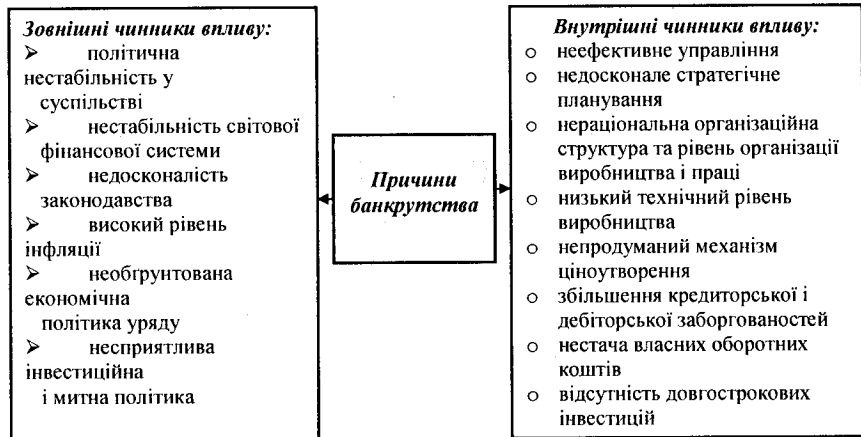 Зовнішні чинники впливу:
➢ політична
нестабільність у
суспільстві
➢ нестабільність світової
фінансової системи
➢ недосконалість
законодавства
➢ високий рівень
інфляції
➢ необґрунтована
економічна
політика уряду
➢ несприятлива
інвестиційна
і митна політика
Причини
банкрутства
Внутрішні чинники впливу:
○ неефективне управління
○ недосконале стратегічне
планування
○ нераціональна організаційна
структура та рівень організації
виробництва і праці
○ низький технічний рівень
виробництва
○ непродуманий механізм
ціноутворення
○ збільшення кредиторської і
дебіторської заборгованостей
○ нестача власних оборотних
коштів
○ відсутність довгострокових
інвестицій